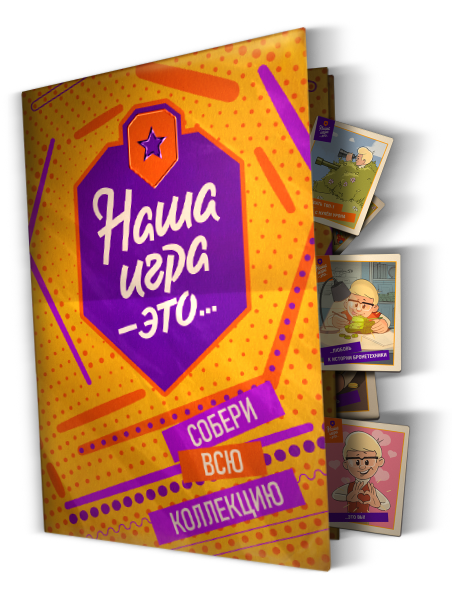 Наша
игра
–это...
СОБЕРИ
ВСЮ
КОЛЛЕКЦИЮ
...ЛЮБОВЬ
К ИСТОРИИ БРОНЕТЕХНИКИ